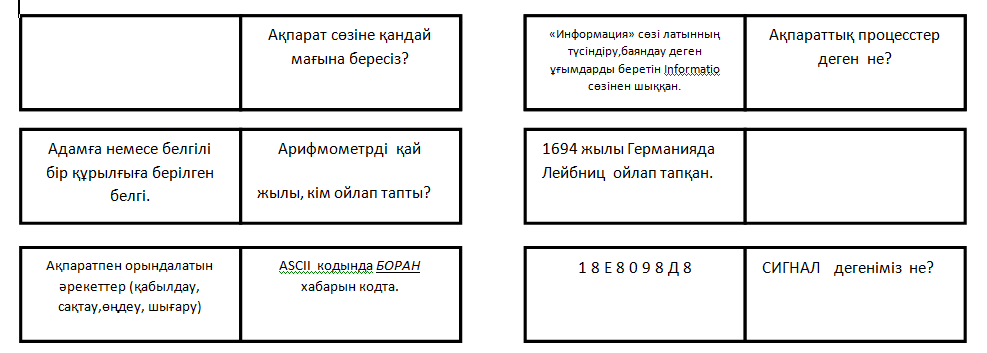 Ақпарат сөзіне қандай
мағына бересіз?
«Информация» сөзі латынның
түсіндіру,баяндау деген
ұғымдарды беретін Informatio
сөзінен шыққан.
Ақпараттық процесстер
деген не?
Адамға немесе белгілі
бір құрылғыға берілген
белгі.
Арифмометрді қай
жылы, кім ойлап тапты?
1694 жылы Германияда
Лейбниц ойлап тапқан.
Ақпаратпен орындалатын
әрекеттер (қабылдау,
сақтау,өңдеу, шығару)
ASCII кодында БОРАН
хабарын кодта.
1 8 Е 8 0 9 8 Д 8
СИГНАЛ дегеніміз не?